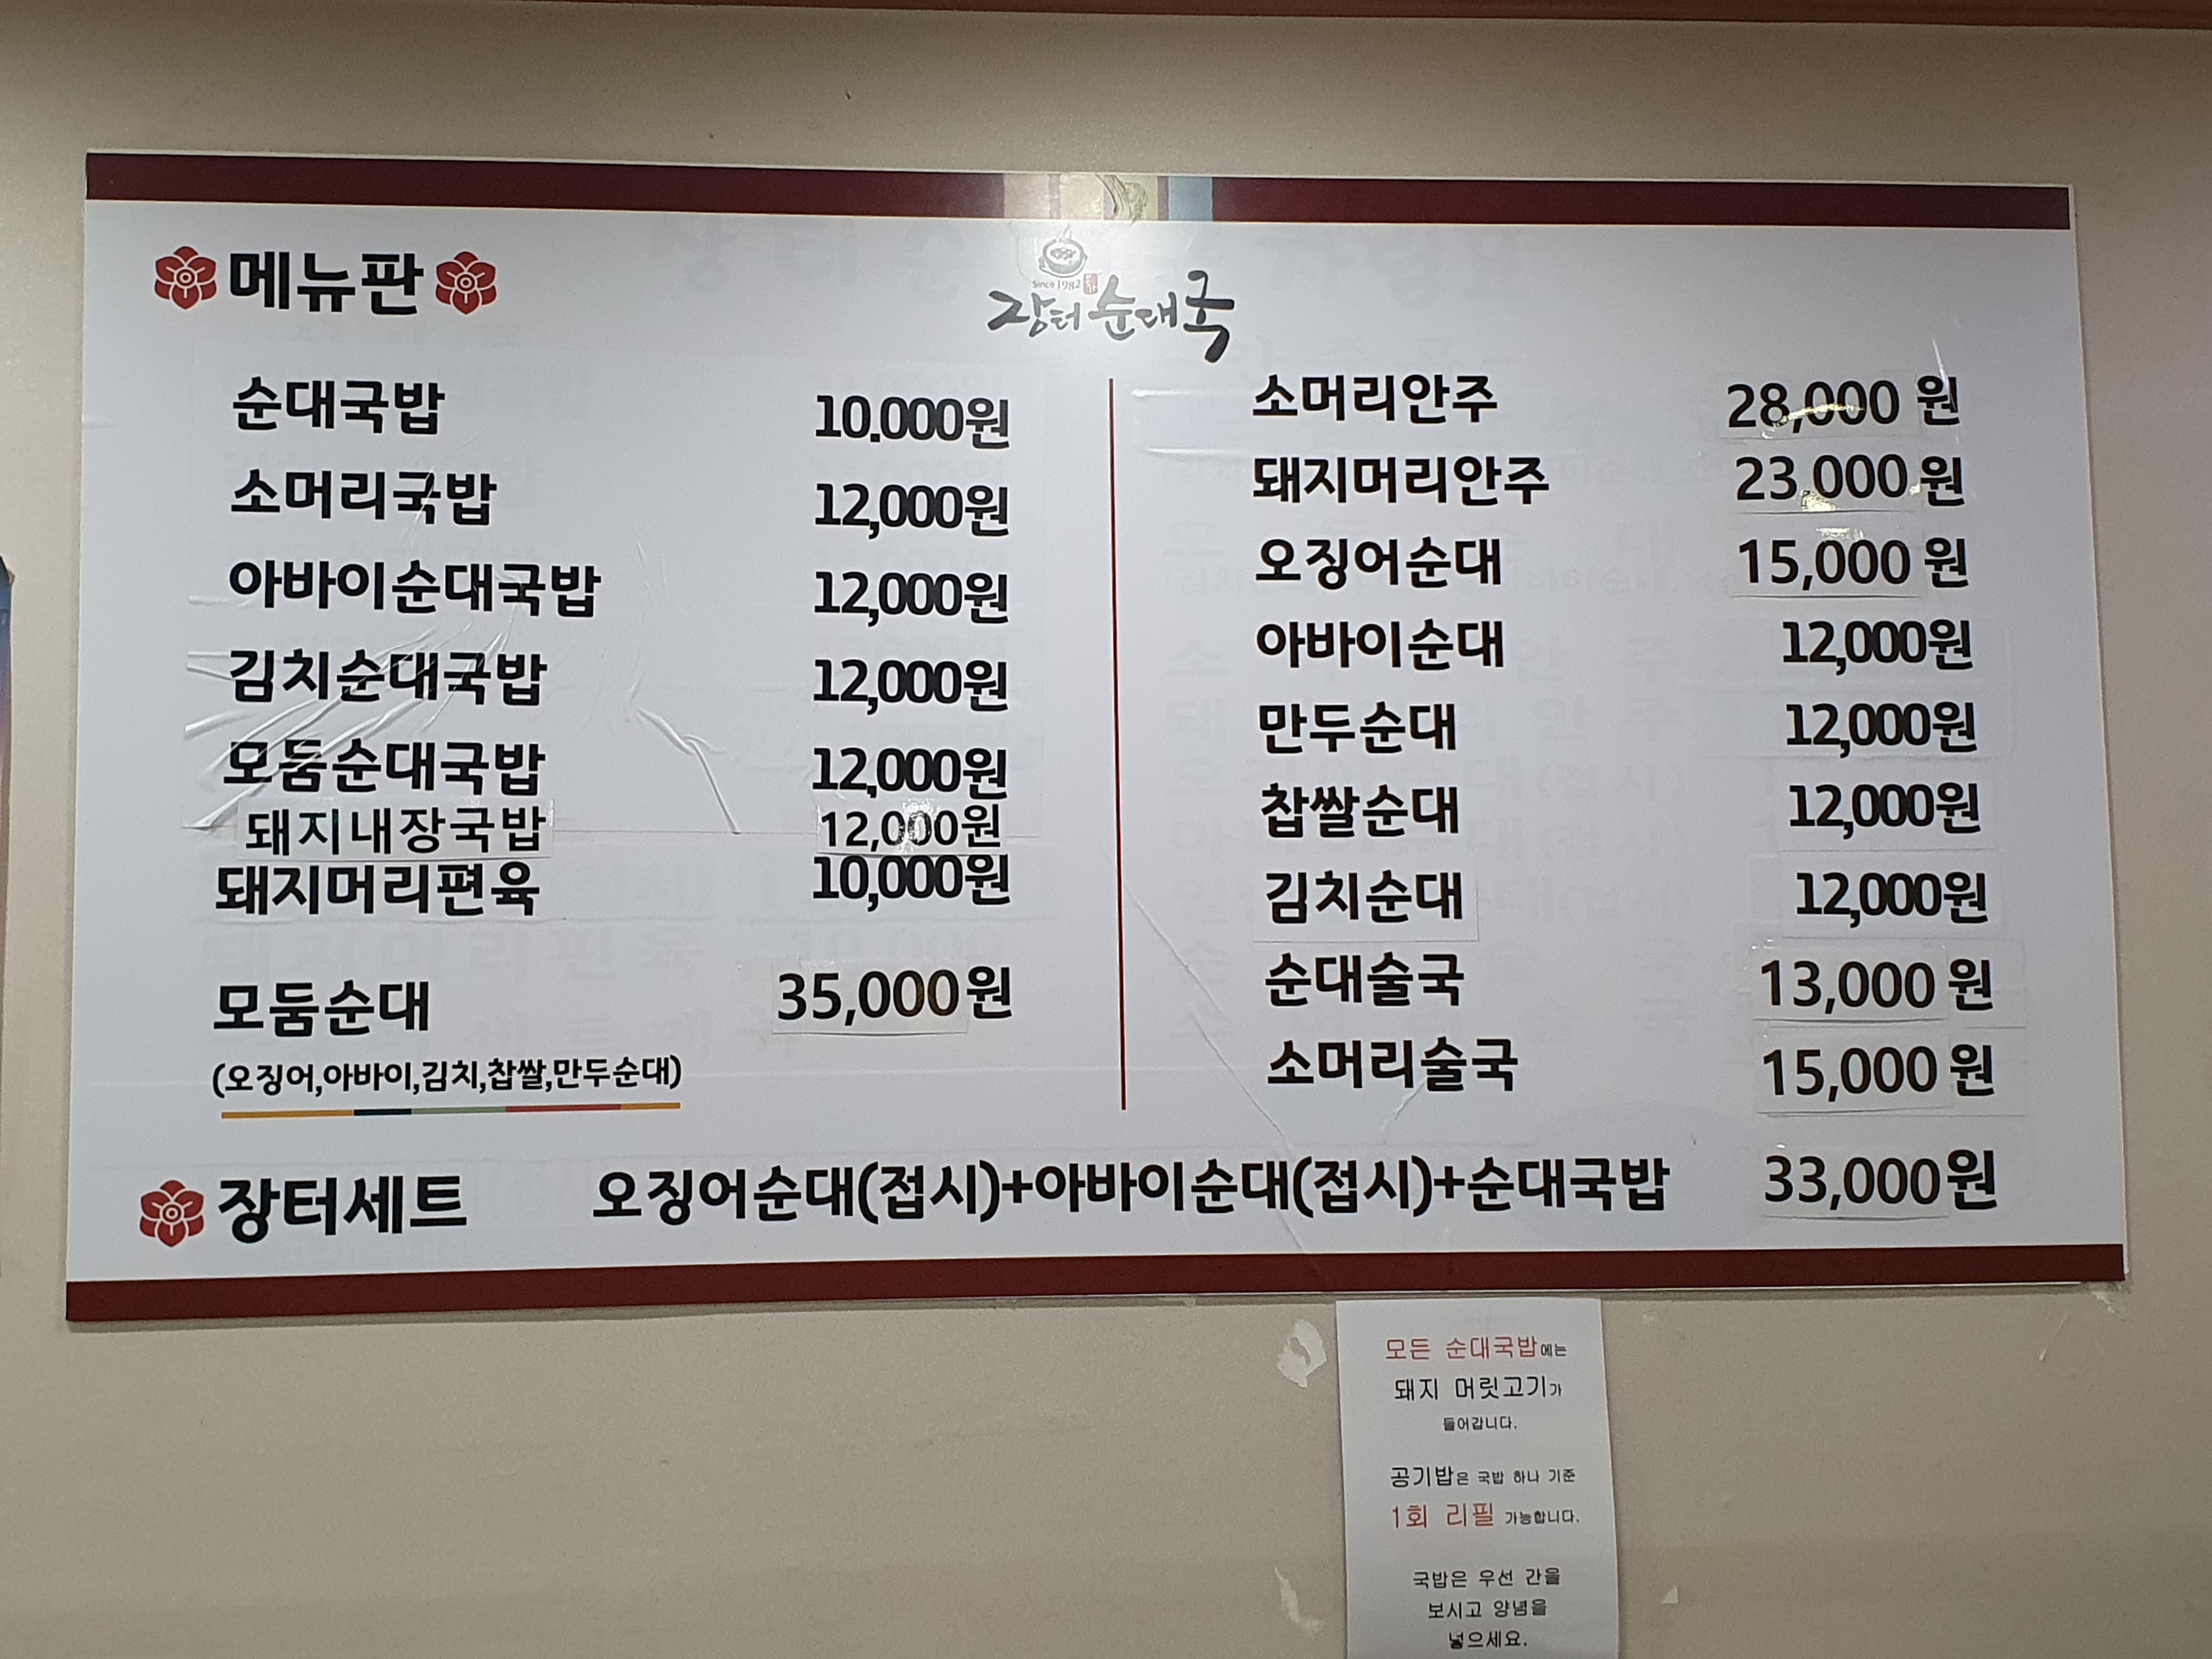 메뉴판
Since 1982
장터순대국
순대국밥 10.000원
소머리국밥 12,000원
아바이순대국밥 12,000원
김치순대국밥 12,000원
모둠순대국밥 12,000원
돼지내장국밥 12,000원
돼지머리편육 10,000원
모둠순대 35,000원
(오징어,아바이,김치,찹쌀,만두순대)
소머리안주 28,000 원
돼지머리안주 23,000원
오징어순대 15,000 원
아바이순대 12,000원
만두순대 12,000원
찹쌀순대 12,000원
김치순대 12,000원
순대술국 13,000 원
소머리술국 15,000 원
장터세트 오징어순대(접시)+아바이순대(접시)+순대국밥 33,000원
모든 순대국밥에는
돼지 머릿고기가
들어갑니다.
공기밥은 국밥 하나 기준
1회 리필 가능합니다.
국밥은 우선 간을
보시고 양념을
넣으세요.